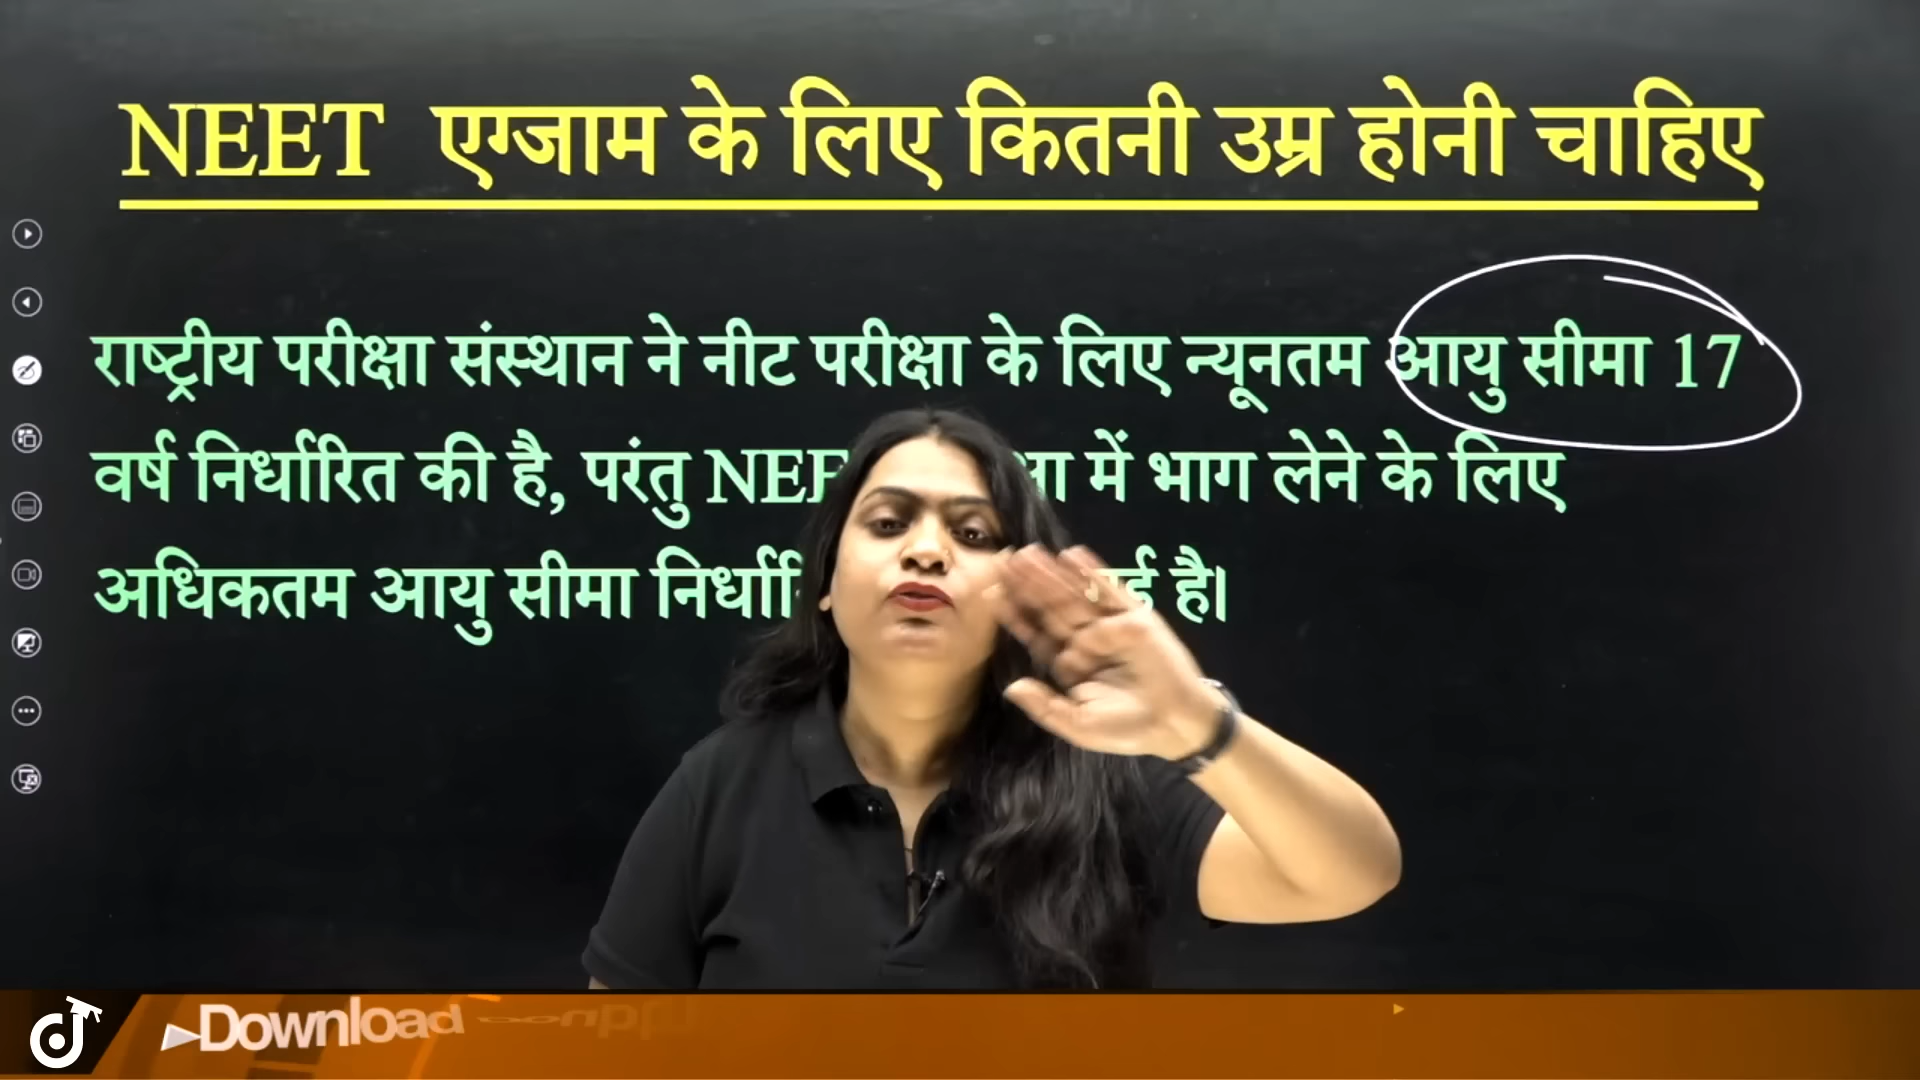 NEET एग्जाम के लिए कितनी उम्र होनी चाहिए
राष्ट्रीय परीक्षा संस्थान ने नीट परीक्षा के लिए न्यूनतम आयु सीमा 17
वर्ष निर्धारित की है, परंतु में भाग लेने के लिए
अधिकतम आयु सीमा है।
Download